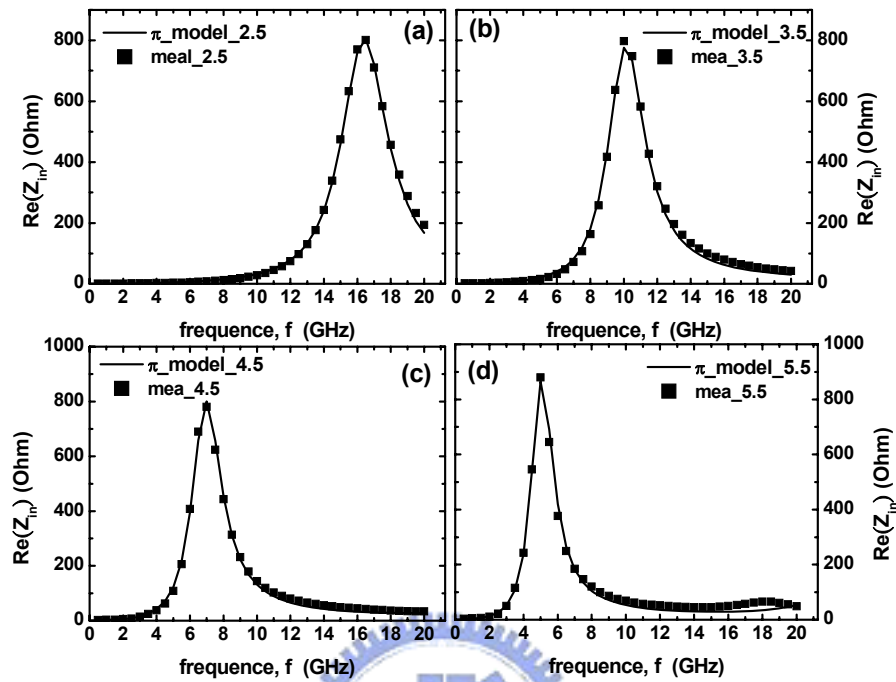 π_model_2.5
meal_2.5
(a)
800
600
400
200
0
Re(Z_in) (Ohm)
0 2 4 6 8 10 12 14 16 18 20
frequence, f (GHz)
(b)
π_model_3.5
mea_3.5
800
600
400
200
0
Re(Z_in) (Ohm)
0 2 4 6 8 10 12 14 16 18 20
frequence, f (GHz)
π_model_4.5
mea_4.5
(c)
1000
800
600
400
200
0
Re(Z_in) (Ohm)
0 2 4 6 8 10 12 14 16 18 20
frequence, f (GHz)
(d)
π_model_5.5
mea_5.5
1000
800
600
400
200
0
Re(Z_in) (Ohm)
0 2 4 6 8 10 12 14 16 18 20
frequence, f (GHz)